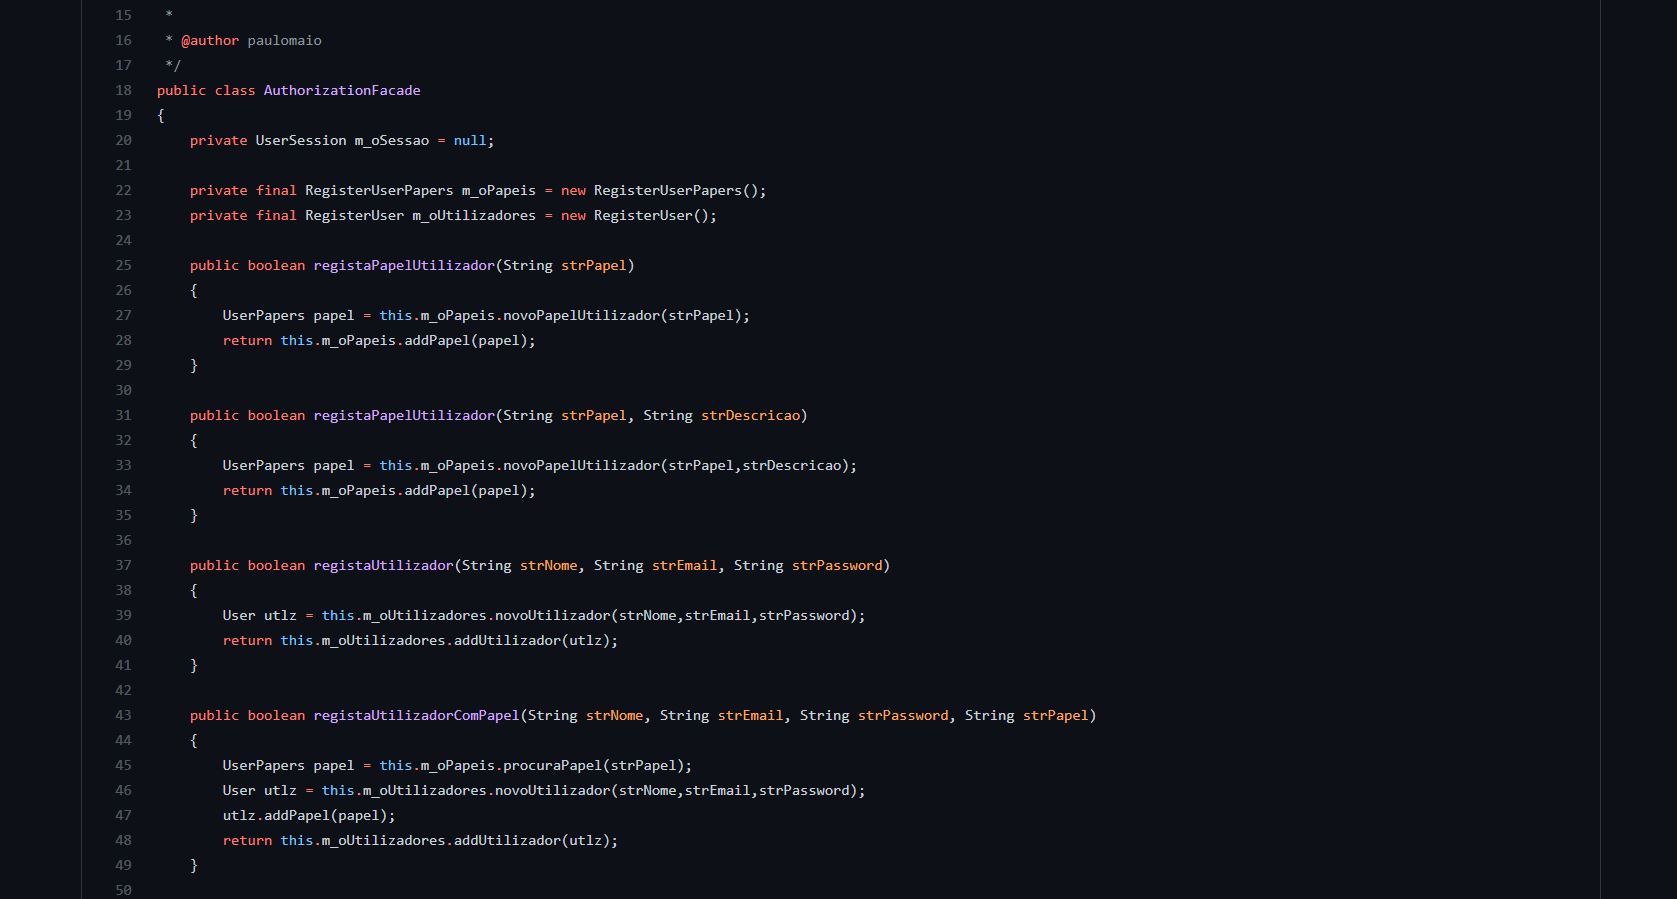 15 *
16 * @author paulomaio
17 */
18 public class AuthorizationFacade
19 {
20 private UserSession m_oSessao = null;
21
22 private final RegisterUserPapers m_oPapeis = new RegisterUserPapers();
23 private final RegisterUser m_oUtilizadores = new RegisterUser();
24
25 public boolean registaPapelUtilizador(String strPapel)
26 {
27 UserPapers papel = this.m_oPapeis.novoPapelUtilizador(strPapel);
28 return this.m_oPapeis.addPapel(papel);
29 }
30
31 public boolean registaPapelUtilizador(String strPapel, String strDescricao)
32 {
33 UserPapers papel = this.m_oPapeis.novoPapelUtilizador(strPapel,strDescricao);
34 return this.m_oPapeis.addPapel(papel);
35 }
36
37 public boolean registaUtilizador(String strNome, String strEmail, String strPassword)
38 {
39 User utlz = this.m_oUtilizadores.novoUtilizador(strNome,strEmail,strPassword);
40 return this.m_oUtilizadores.addUtilizador(utlz);
41 }
42
43 public boolean registaUtilizadorComPapel(String strNome, String strEmail, String strPassword, String strPapel)
44 {
45 UserPapers papel = this.m_oPapeis.procuraPapel(strPapel);
46 User utlz = this.m_oUtilizadores.novoUtilizador(strNome,strEmail,strPassword);
47 utlz.addPapel(papel);
48 return this.m_oUtilizadores.addUtilizador(utlz);
49 }
50